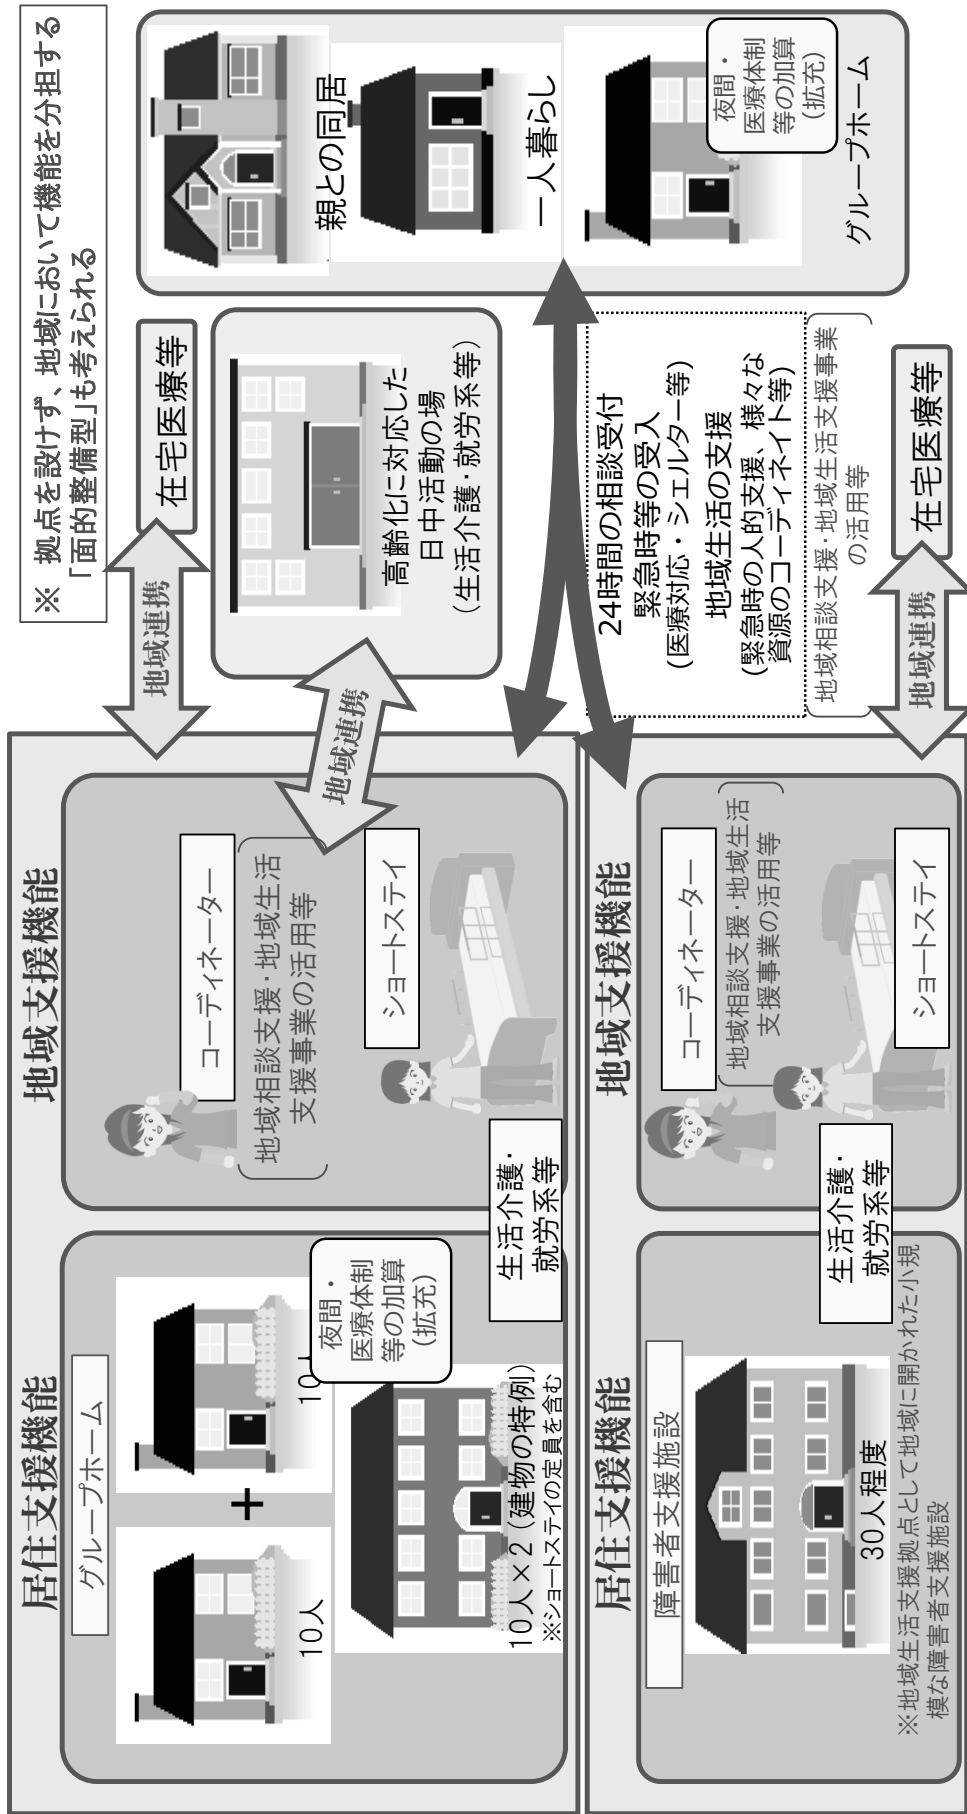 居住支援機能
グループホーム
10人
＋
10人
夜間・
医療体制
等の加算
（拡充）
10人×２（建物の特例）
※ショートステイの定員を含む
生活介護・
就労系等
地域支援機能
コーディネーター
地域相談支援・地域生活
支援事業の活用等
ショートステイ
地域連携
在宅医療等
※ 拠点を設けず、地域において機能を分担する
「面的整備型」も考えられる
地域連携
高齢化に対応した
日中活動の場
（生活介護・就労系等）
親との同居
一人暮らし
グループホーム
夜間・
医療体制
等の加算
（拡充）
居住支援機能
障害者支援施設
30人程度
※地域生活支援拠点として地域に開かれた小規
模な障害者支援施設
生活介護・
就労系等
地域支援機能
コーディネーター
地域相談支援・地域生活
支援事業の活用等
ショートステイ
24時間の相談受付
緊急時等の受入
（医療対応・シェルター等）
地域生活の支援
（緊急時の人的支援、様々な
資源のコーディネイト等）
地域相談支援・地域生活支援事業
の活用等
地域連携
在宅医療等